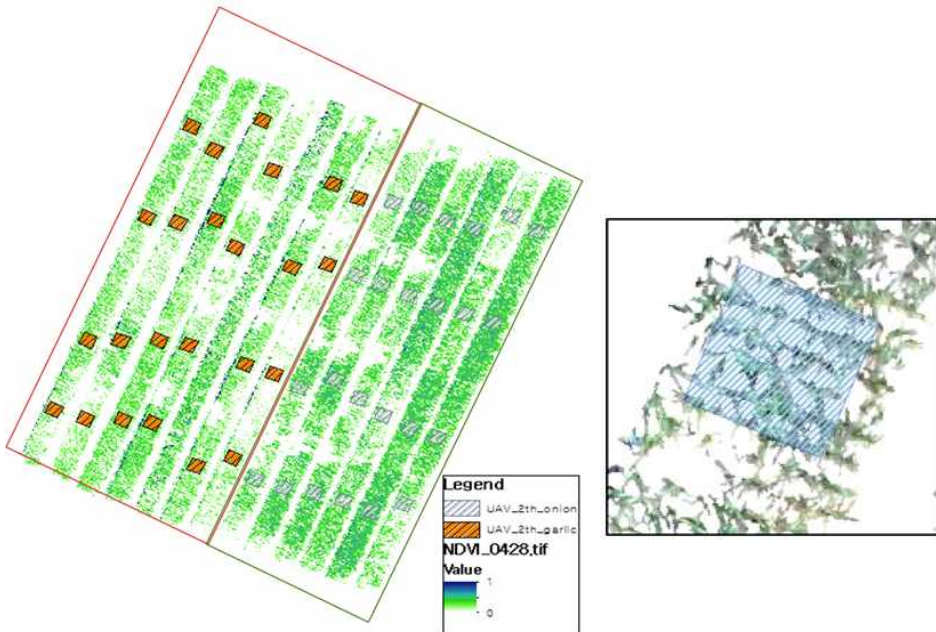 Legend
UAV_2th_onion
UAV_2th_garlic
NDVI_0428.tif
Value
1
0